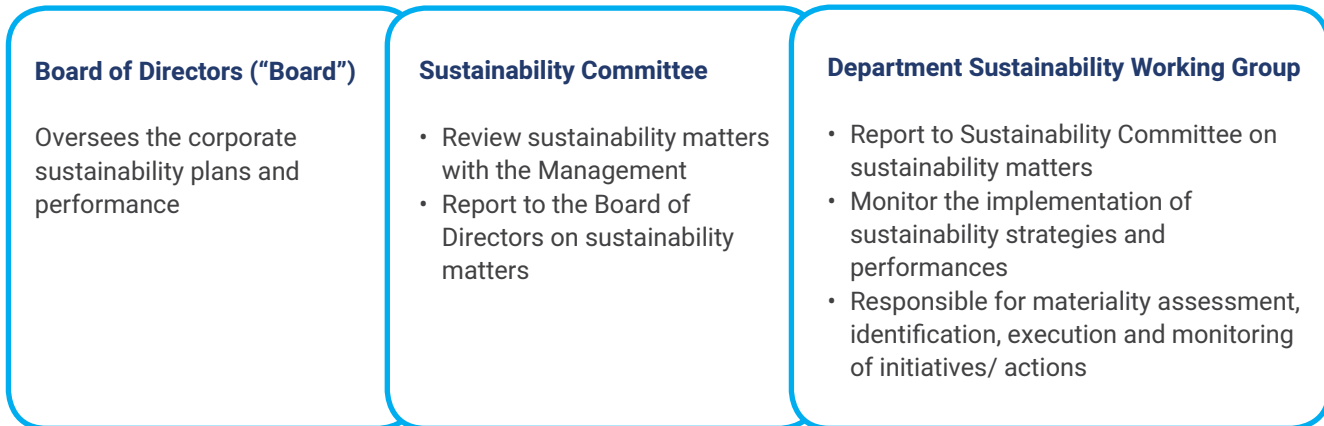 Board of Directors (“Board”)
Oversees the corporate
sustainability plans and
performance
Sustainability Committee
• Review sustainability matters
with the Management
• Report to the Board of
Directors on sustainability
matters
Department Sustainability Working Group
• Report to Sustainability Committee on
sustainability matters
• Monitor the implementation of
sustainability strategies and
performances
• Responsible for materiality assessment,
identification, execution and monitoring
of initiatives/ actions